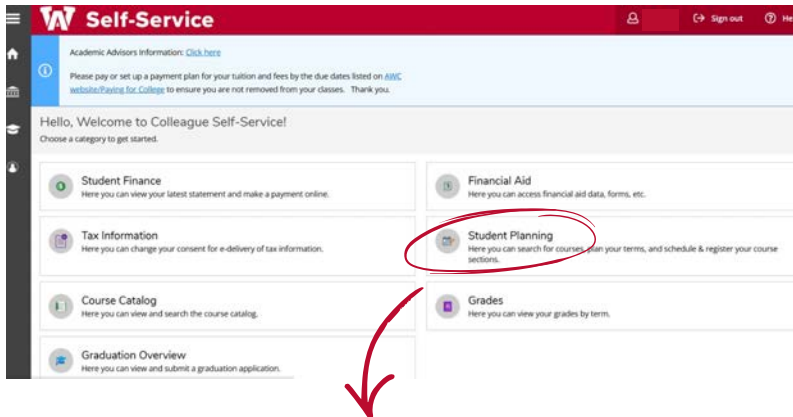 Self-Service
Sign out
He
Academic Advisors Information: Click here
Please pay or set up a payment plan for your tuition and fees by the due dates listed on AWC
website/Paying for College to ensure you are not removed from your classes. Thank you.
Hello, Welcome to Colleague Self-Service!
Choose a category to get started.
Student Finance
Here you can view your latest statement and make a payment online.
Financial Aid
Here you can access financial aid data, forms, etc.
Tax Information
Here you can change your consent for e-delivery of tax information.
Student Planning
Here you can search for courses, plan your terms, and schedule & register your course
sections.
Course Catalog
Here you can view and search the course catalog.
Grades
Here you can view your grades by term.
Graduation Overview
Here you can view and submit a graduation application.